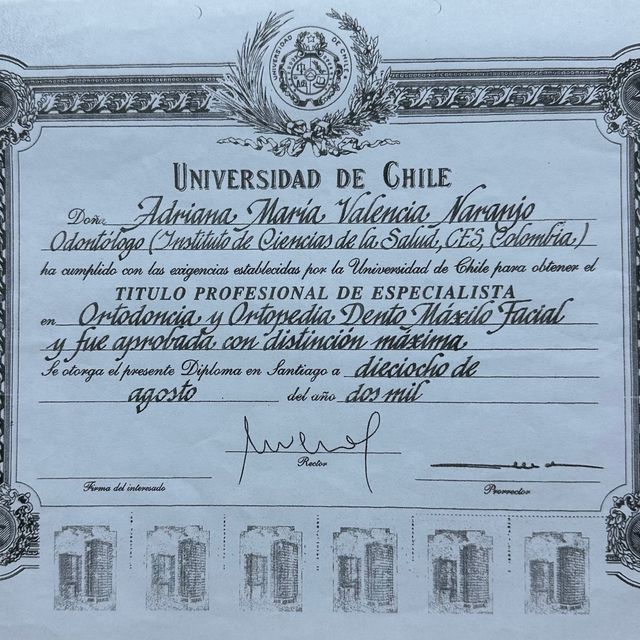 UNIVERSIDAD DE CHILE
UNIVERSIDAD DE CHILE
Doña Adriana María Valencia Naranjo
Odontólogo (Instituto de Ciencias de la Salud, CES, Colombia.)
ha cumplido con las exigencias establecidas por la Universidad de Chile para obtener el
TITULO PROFESIONAL DE ESPECIALISTA
en Ortodoncia y Ortopedia Dento Máxilo Facial
y fue aprobada con distinción máxima
Se otorga el presente Diploma en Santiago a dieciocho de
agosto del año dos mil
Rector
Firma del interesado
Prorrector